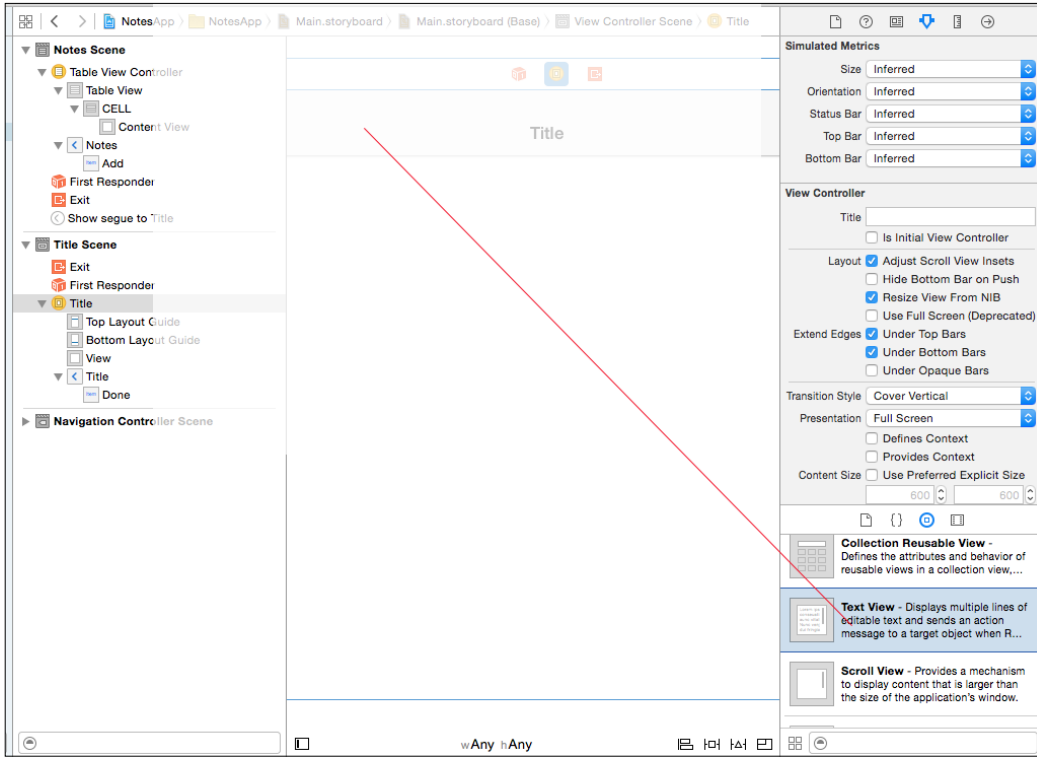 NotesApp › NotesApp › Main.storyboard › Main.storyboard (Base) › View Controller Scene › Title
Notes Scene
Table View Controller
Table View
CELL
Content View
Notes
Add
First Responder
Exit
Show segue to Title
Title Scene
Exit
First Responder
Title
Top Layout Guide
Bottom Layout Guide
View
Title
Done
Navigation Controller Scene
Title
wAny hAny
Simulated Metrics
Size Inferred
Orientation Inferred
Status Bar Inferred
Top Bar Inferred
Bottom Bar Inferred
View Controller
Title
Is Initial View Controller
Layout Adjust Scroll View Insets
Hide Bottom Bar on Push
Resize View From NIB
Use Full Screen (Deprecated)
Extend Edges Under Top Bars
Under Bottom Bars
Under Opaque Bars
Transition Style Cover Vertical
Presentation Full Screen
Defines Context
Provides Context
Content Size Use Preferred Explicit Size
600 600
{}
Collection Reusable View -
Defines the attributes and behavior of
reusable views in a collection view,...
Text View - Displays multiple lines of
editable text and sends an action
message to a target object when R...
Scroll View - Provides a mechanism
to display content that is larger than
the size of the application's window.